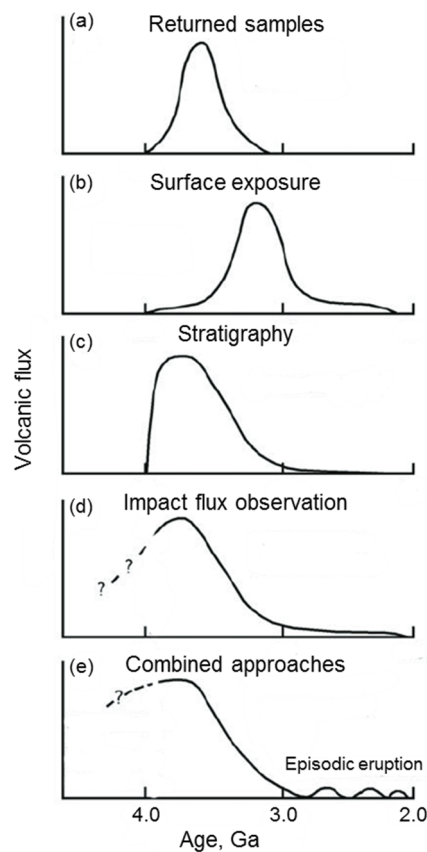 (a)
Returned samples
(b)
Surface exposure
(c)
Stratigraphy
Volcanic flux
(d)
Impact flux observation
?
?
(e)
Combined approaches
?
Episodic eruption
4.0 3.0 2.0
Age, Ga